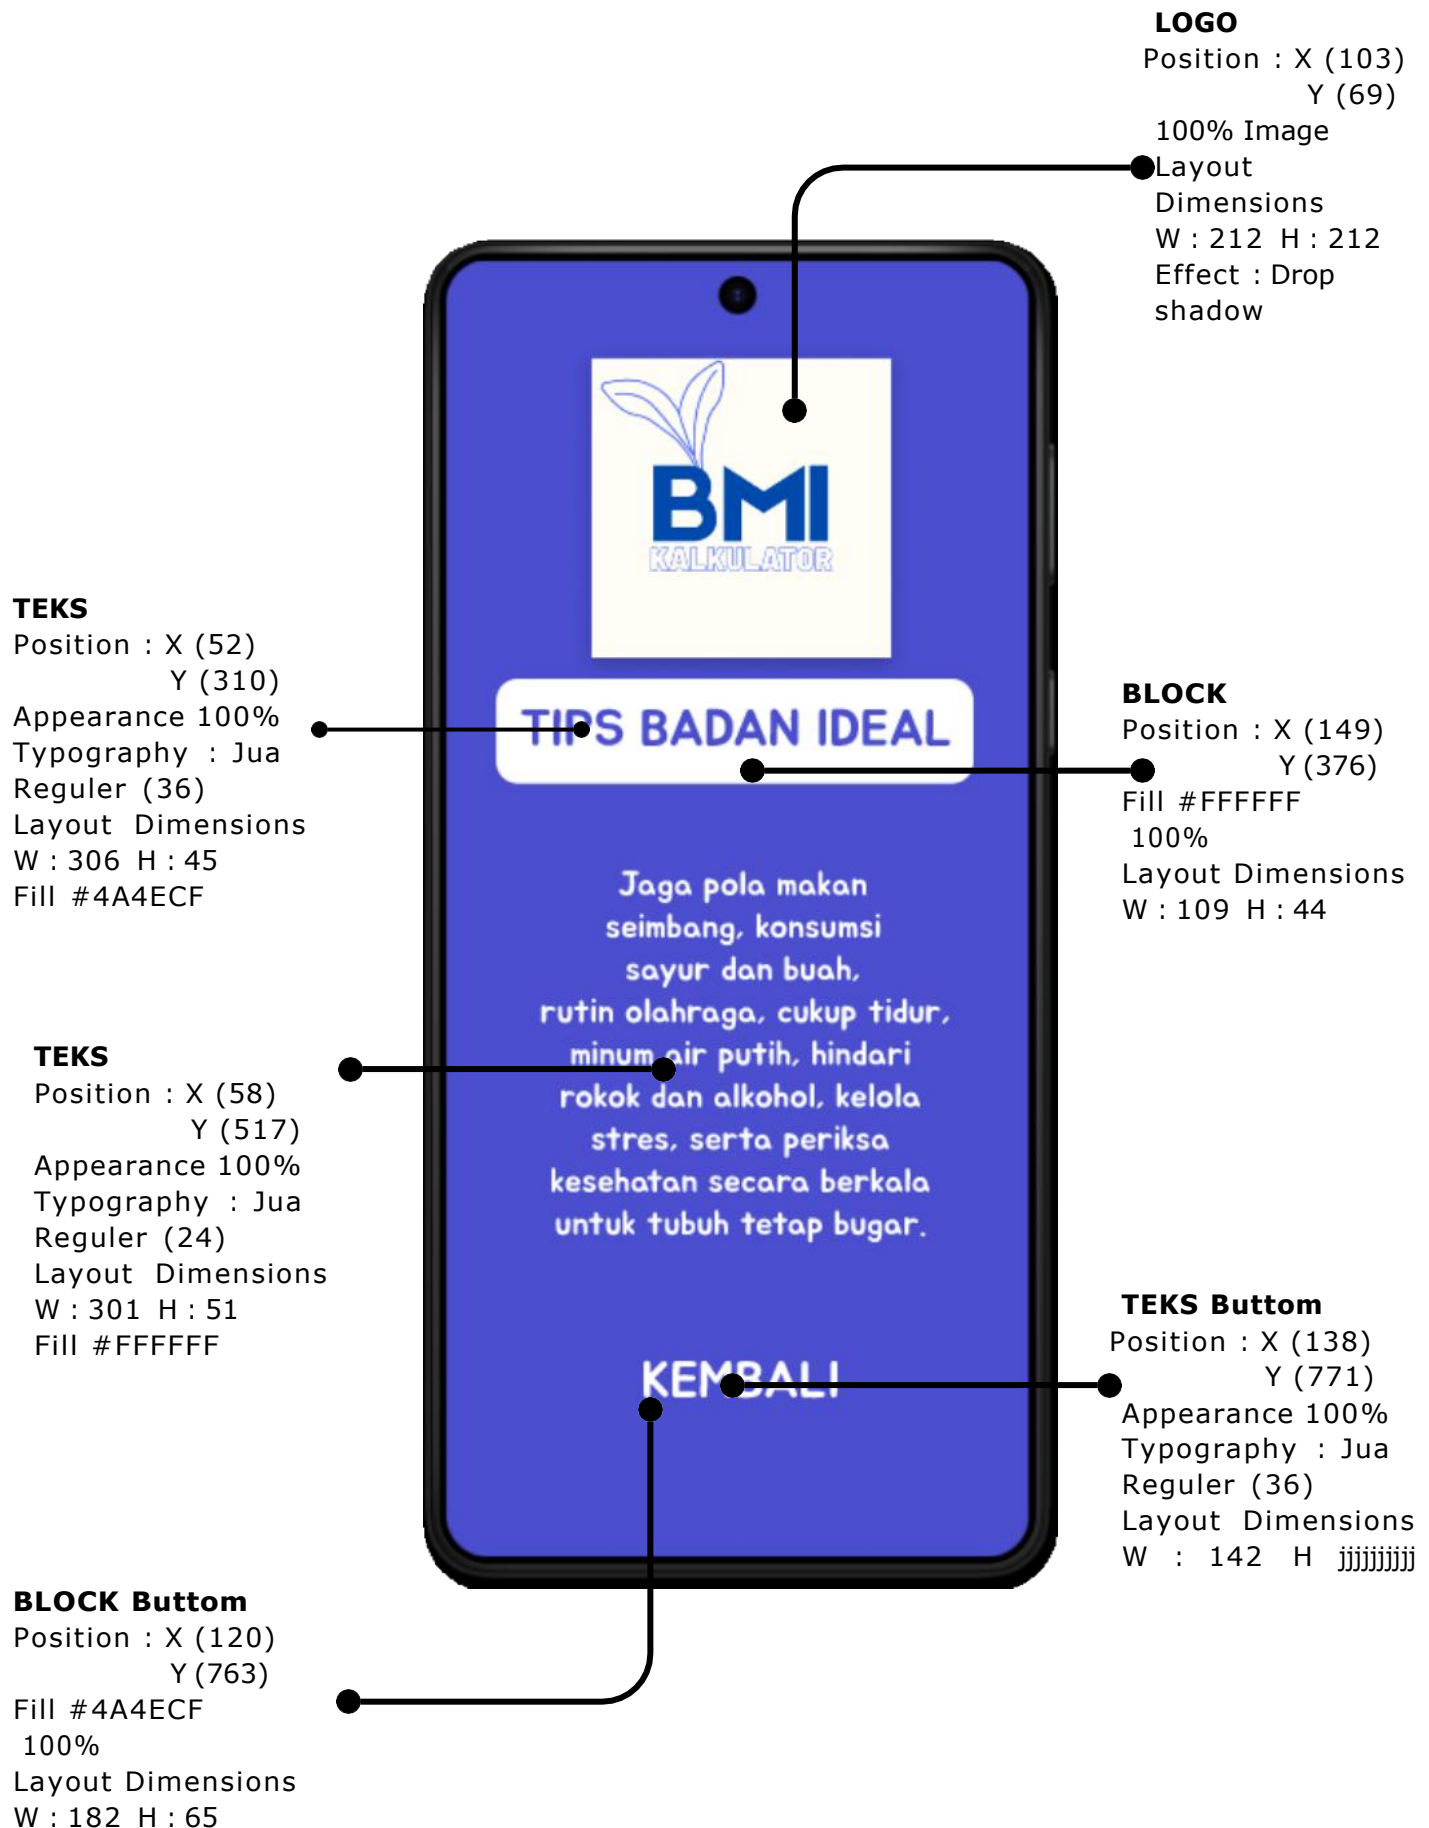 LOGO
Position : X (103)
Y (69)
100% Image
Layout
Dimensions
W : 212 H : 212
Effect : Drop
shadow
BMI
KALKULATOR
TEKS
Position : X (52)
Y (310)
Appearance 100%
Typography : Jua
Reguler (36)
Layout Dimensions
W : 306 H : 45
Fill #4A4ECF
TIPS BADAN IDEAL
BLOCK
Position : X (149)
Y (376)
Fill #FFFFFF
100%
Layout Dimensions
W : 109 H : 44
Jaga pola makan
seimbang, konsumsi
sayur dan buah,
rutin olahraga, cukup tidur,
minum air putih, hindari
rokok dan alkohol, kelola
stres, serta periksa
kesehatan secara berkala
untuk tubuh tetap bugar.
TEKS
Position : X (58)
Y (517)
Appearance 100%
Typography : Jua
Reguler (24)
Layout Dimensions
W : 301 H : 51
Fill #FFFFFF
KEMBALI
TEKS Buttom
Position : X (138)
Y (771)
Appearance 100%
Typography : Jua
Reguler (36)
Layout Dimensions
W : 142 H jjjjjjjjjj
BLOCK Buttom
Position : X (120)
Y (763)
Fill #4A4ECF
100%
Layout Dimensions
W : 182 H : 65